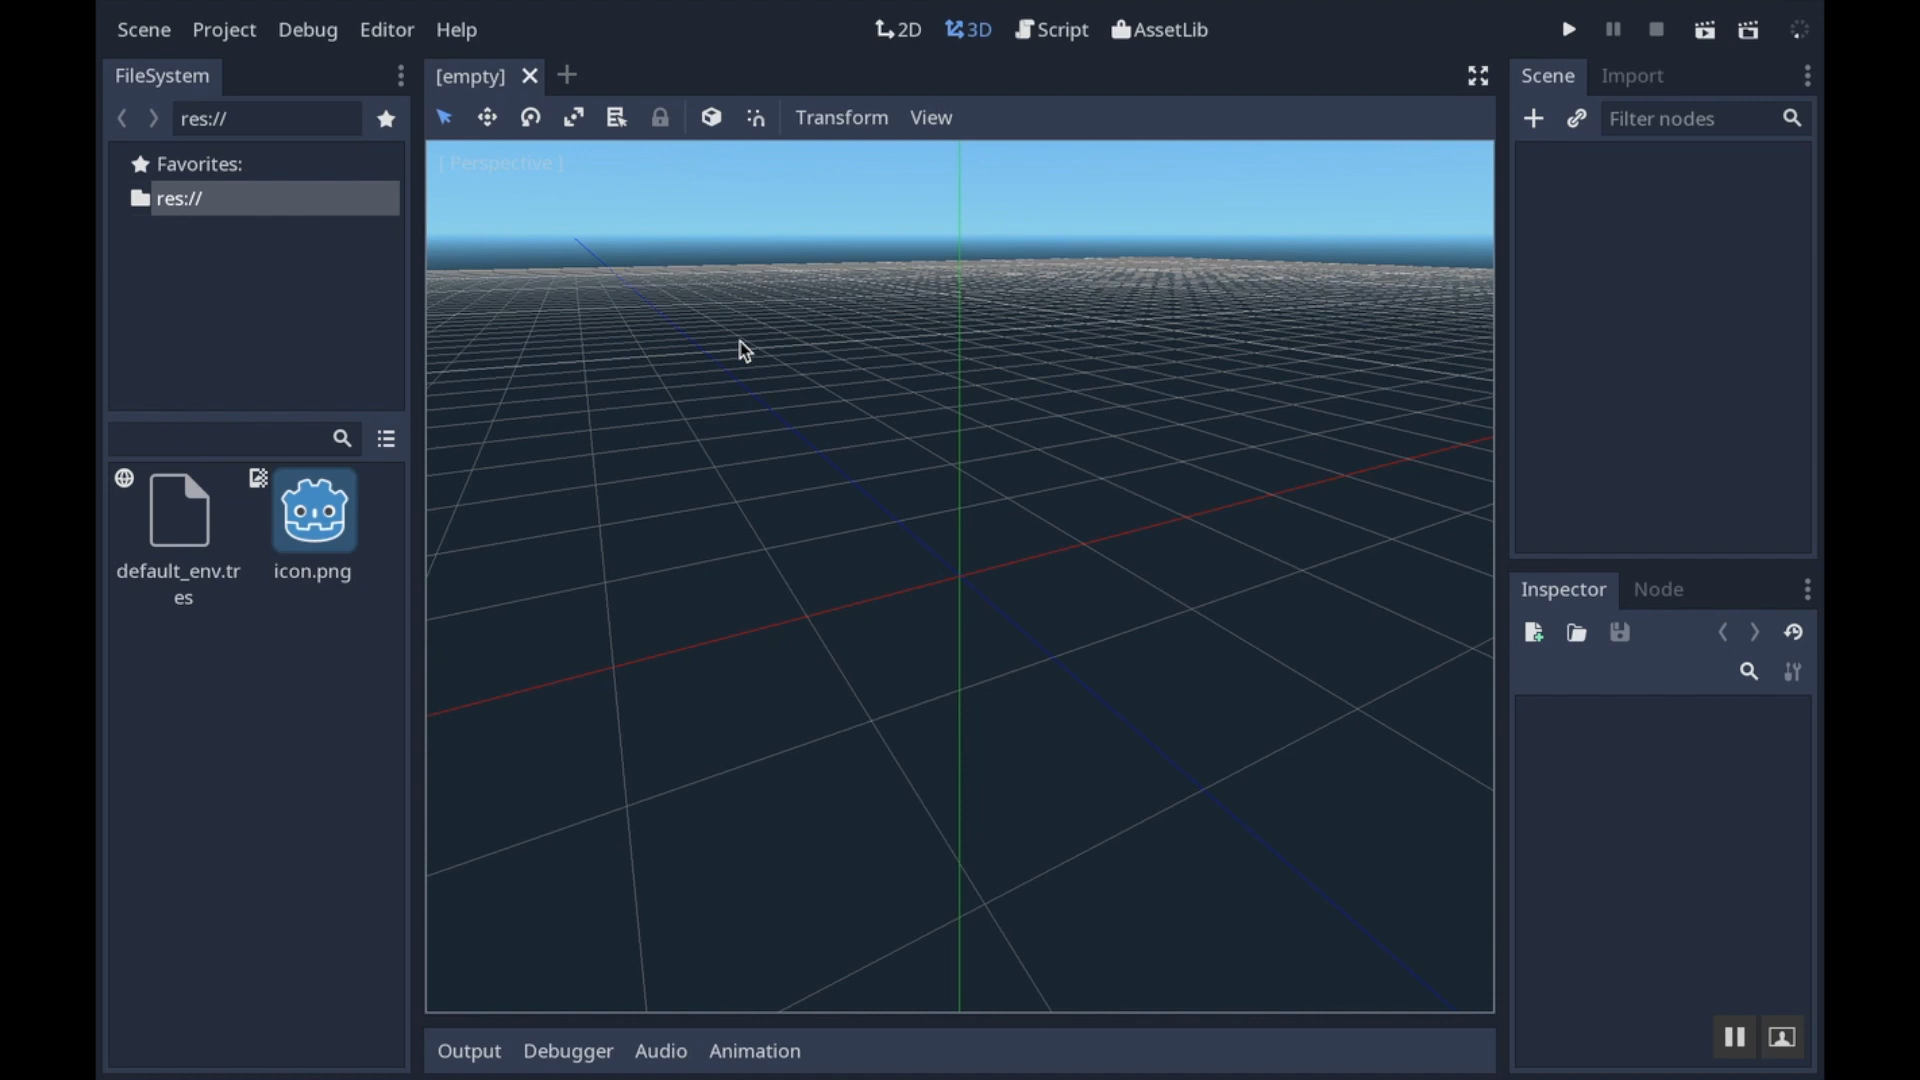 Scene Project Debug Editor Help
2D 3D Script AssetLib
FileSystem
res://
Favorites:
res://
default_env.tr
es
icon.png
[empty]
Transform View
[ Perspective ]
Output Debugger Audio Animation
Scene Import
Filter nodes
Inspector Node